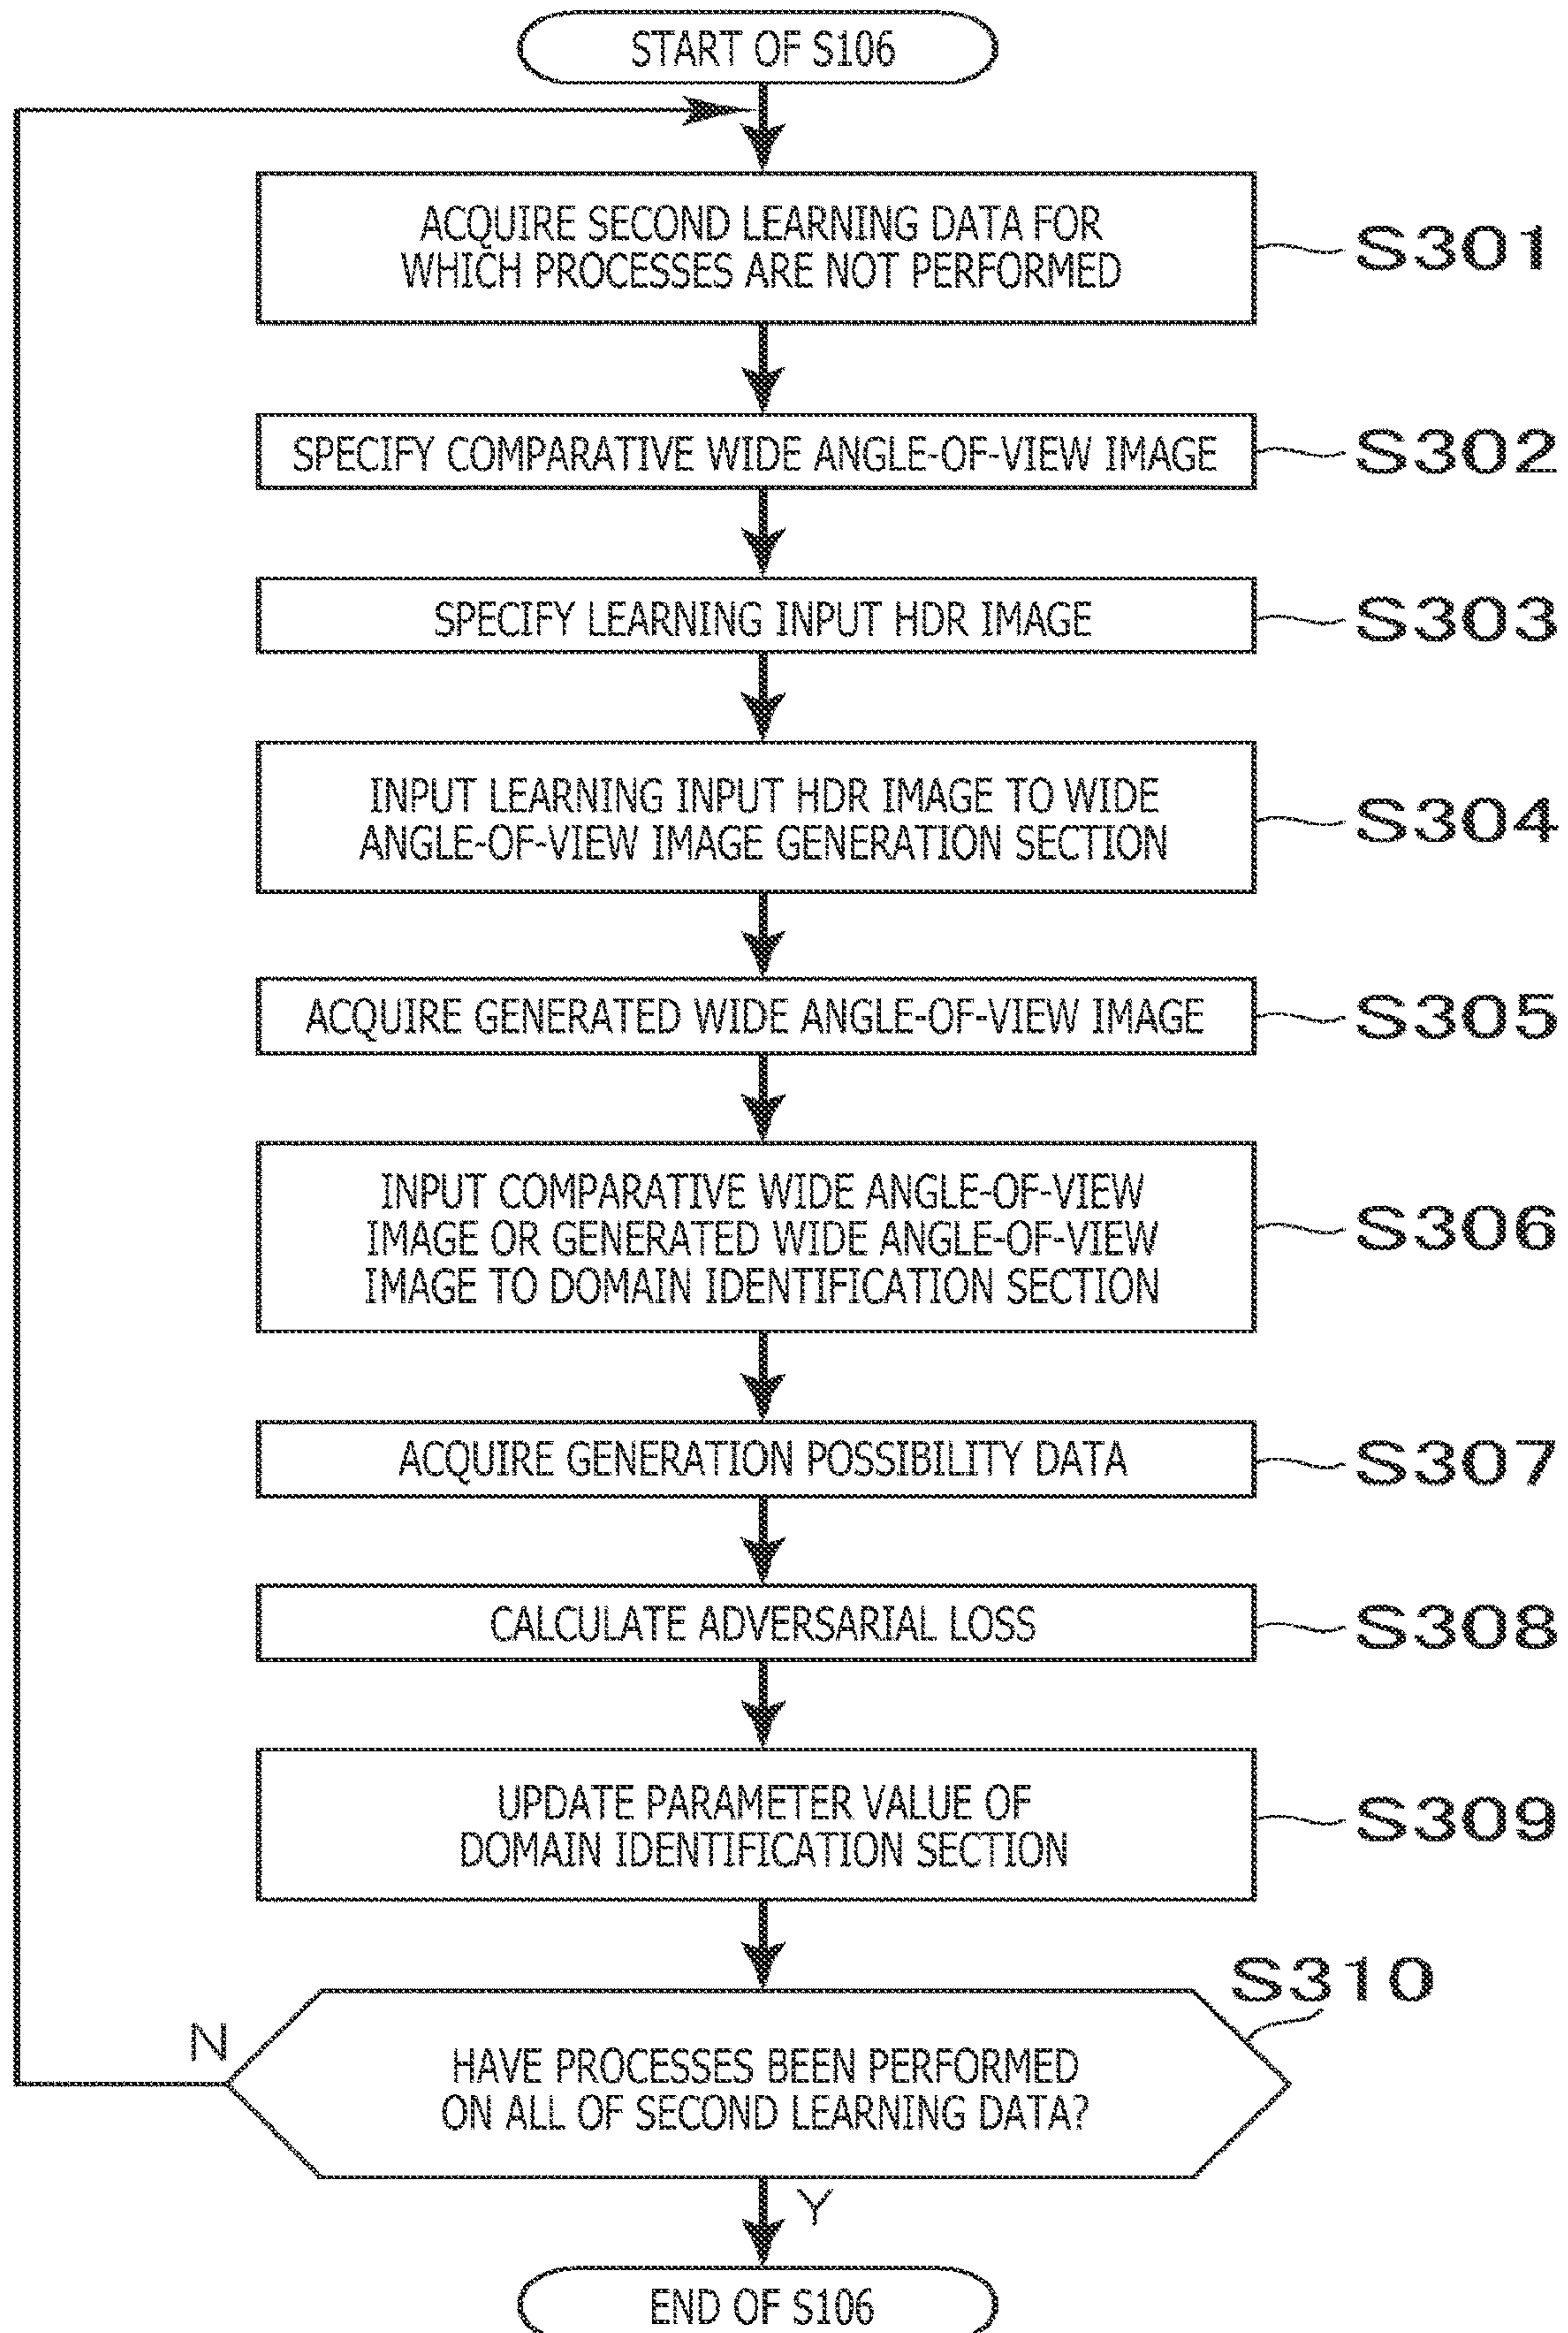 START OF S106
ACQUIRE SECOND LEARNING DATA FOR
WHICH PROCESSES ARE NOT PERFORMED
S301
SPECIFY COMPARATIVE WIDE ANGLE-OF-VIEW IMAGE
S302
SPECIFY LEARNING INPUT HDR IMAGE
S303
INPUT LEARNING INPUT HDR IMAGE TO WIDE
ANGLE-OF-VIEW IMAGE GENERATION SECTION
S304
ACQUIRE GENERATED WIDE ANGLE-OF-VIEW IMAGE
S305
INPUT COMPARATIVE WIDE ANGLE-OF-VIEW
IMAGE OR GENERATED WIDE ANGLE-OF-VIEW
IMAGE TO DOMAIN IDENTIFICATION SECTION
S306
ACQUIRE GENERATION POSSIBILITY DATA
S307
CALCULATE ADVERSARIAL LOSS
S308
UPDATE PARAMETER VALUE OF
DOMAIN IDENTIFICATION SECTION
S309
S310
N
HAVE PROCESSES BEEN PERFORMED
ON ALL OF SECOND LEARNING DATA?
Y
END OF S106